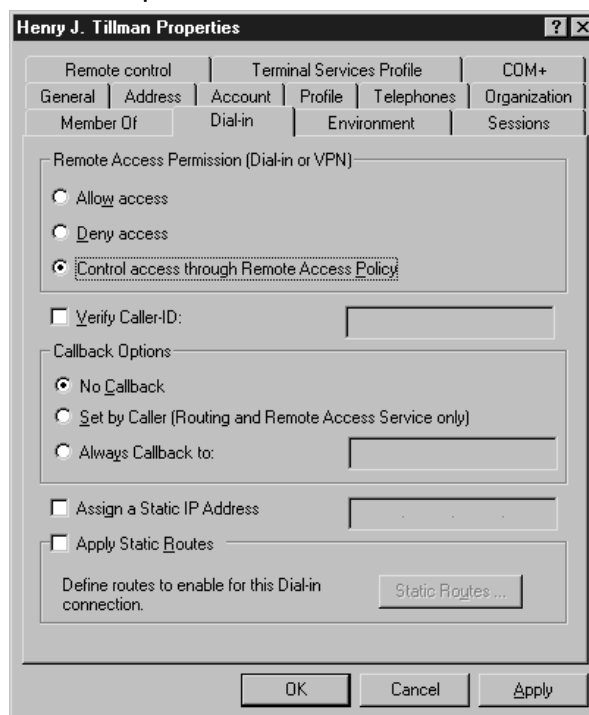 Henry J. Tillman Properties ? X
Remote control Terminal Services Profile COM+
General Address Account Profile Telephones Organization
Member Of Dial-in Environment Sessions
Remote Access Permission (Dial-in or VPN)
Allow access
Deny access
Control access through Remote Access Policy
Verify Caller-ID:
Callback Options
No Callback
Set by Caller (Routing and Remote Access Service only)
Always Callback to:
Assign a Static IP Address . . .
Apply Static Routes
Define routes to enable for this Dial-in
connection.
Static Routes ...
OK Cancel Apply